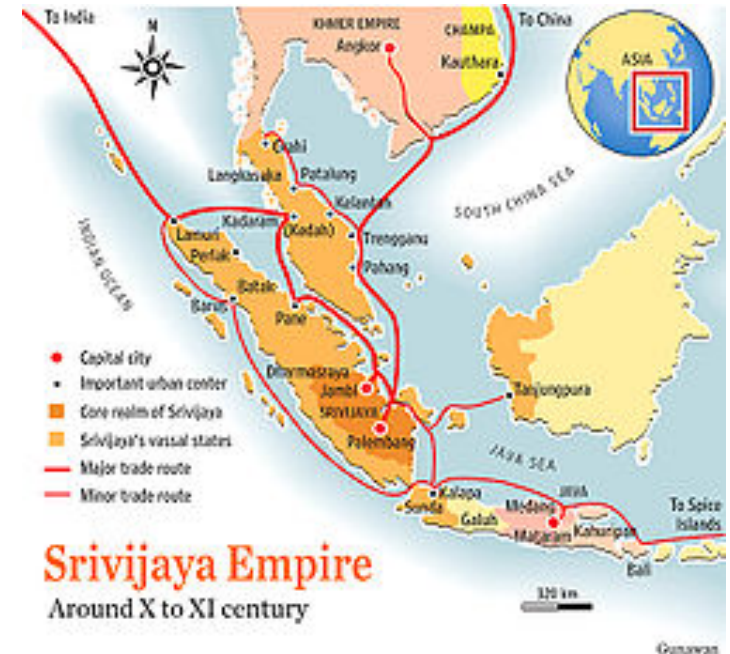 To India
N
KHMER EMPIRE
Angkor
CHAMPA
Kauthara
To China
ASIA
Langkasuka
Patalung
Kelantan
Kadaram
(Kedah)
Trengganu
Pahang
SOUTH CHINA SEA
INDIAN OCEAN
Lamuri
Perlak
Batak
Barus
Pane
Dharmasraya
Jambi
SRIVIJAYA
Palembang
Tanjungpura
JAVA SEA
Capital city
Important urban center
Core realm of Srivijaya
Srivijaya's vassal states
Major trade route
Minor trade route
Kalapa
Sunda
Galuh
Medang
JAVA
Mataram
Kahuripan
Bali
To Spice
Islands
Srivijaya Empire
Around X to XI century
Gunawan